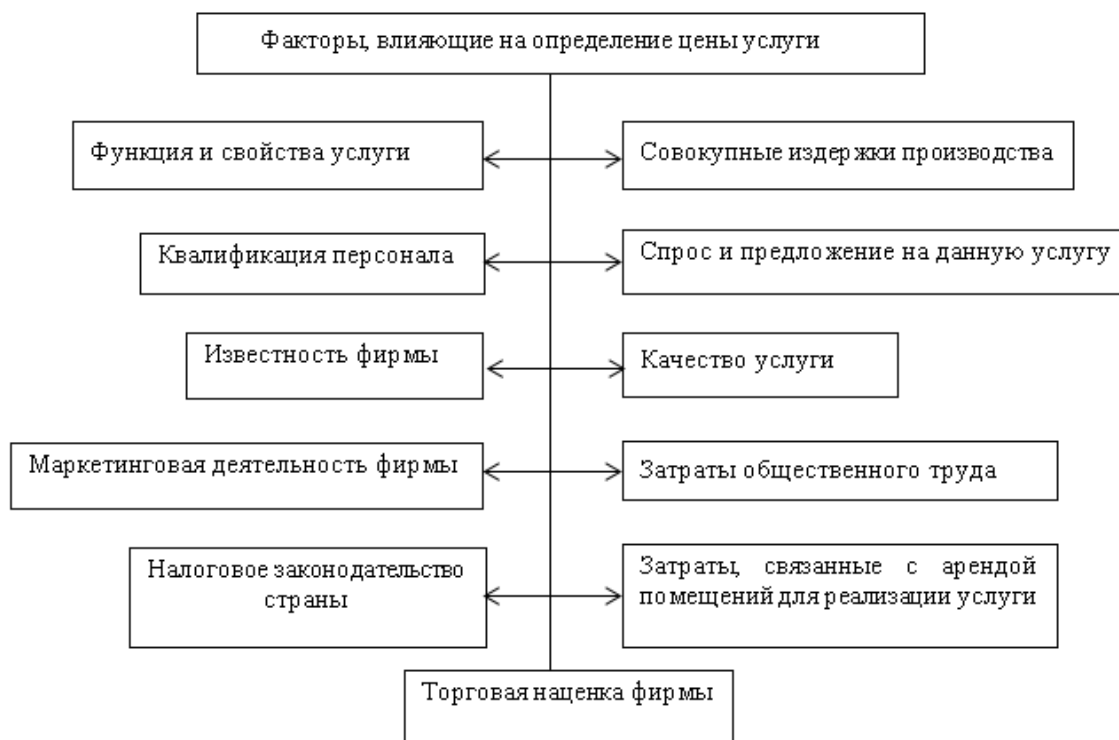 Факторы, влияющие на определение цены услуги
Функция и свойства услуги
Совокупные издержки производства
Квалификация персонала
Спрос и предложение на данную услугу
Известность фирмы
Качество услуги
Маркетинговая деятельность фирмы
Затраты общественного труда
Налоговое законодательство
страны
Затраты, связанные с арендой
помещений для реализации услуги
Торговая наценка фирмы